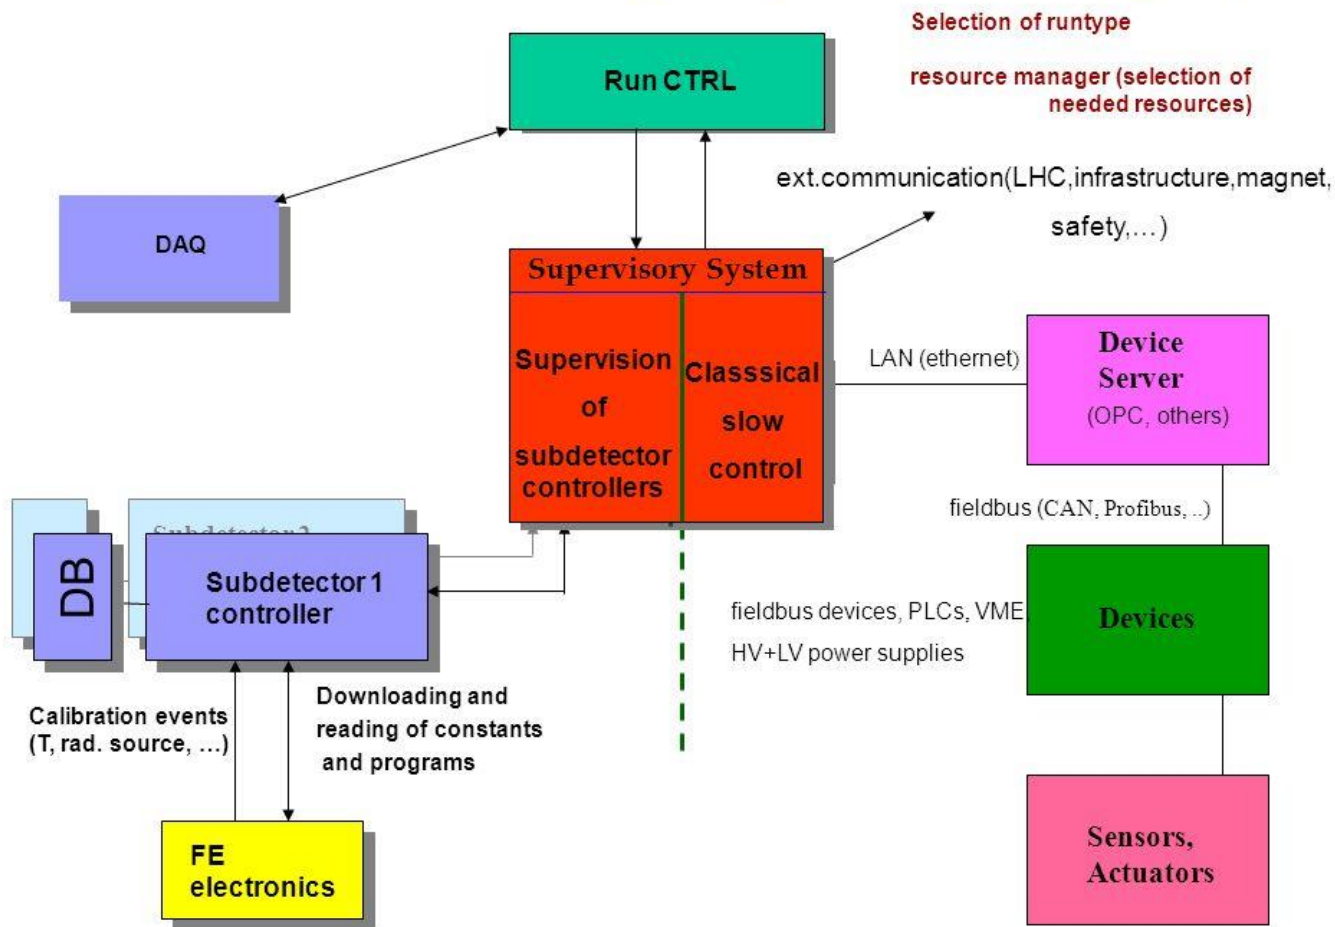 Selection of runtype
resource manager (selection of
needed resources)
Run CTRL
ext.communication(LHC,infrastructure,magnet,
safety,...)
DAQ
Supervisory System
Supervision
of
subdetector
controllers
Classsical
slow
control
LAN (ethernet)
Device
Server
(OPC, others)
fieldbus (CAN, Profibus, ..)
Subdetector 2
DB
Subdetector 1
controller
fieldbus devices, PLCs, VME,
HV+LV power supplies
Devices
Calibration events
(T, rad. source, ...)
Downloading and
reading of constants
and programs
FE
electronics
Sensors,
Actuators